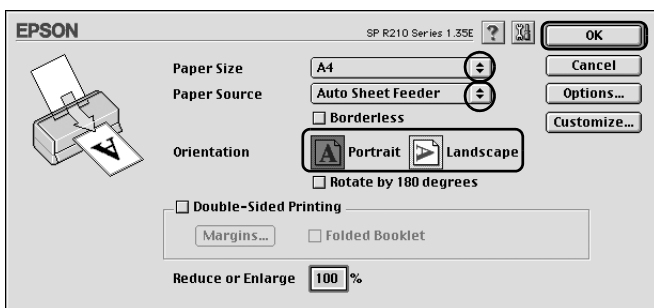 EPSON SP R210 Series 1.35E ? OK
Paper Size A4 Cancel
Paper Source Auto Sheet Feeder Options...
Borderless Customize...
Orientation A Portrait A Landscape
Rotate by 180 degrees
Double-Sided Printing
Margins... Folded Booklet
Reduce or Enlarge 100 %
A